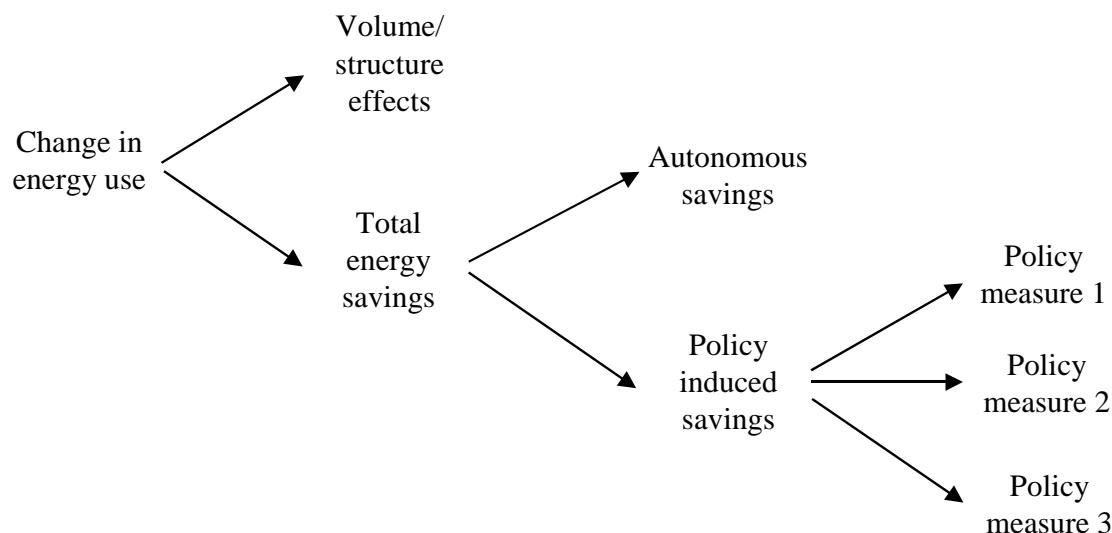 Volume/
structure
effects
Change in
energy use
Autonomous
savings
Total
energy
savings
Policy
measure 1
Policy
induced
savings
Policy
measure 2
Policy
measure 3